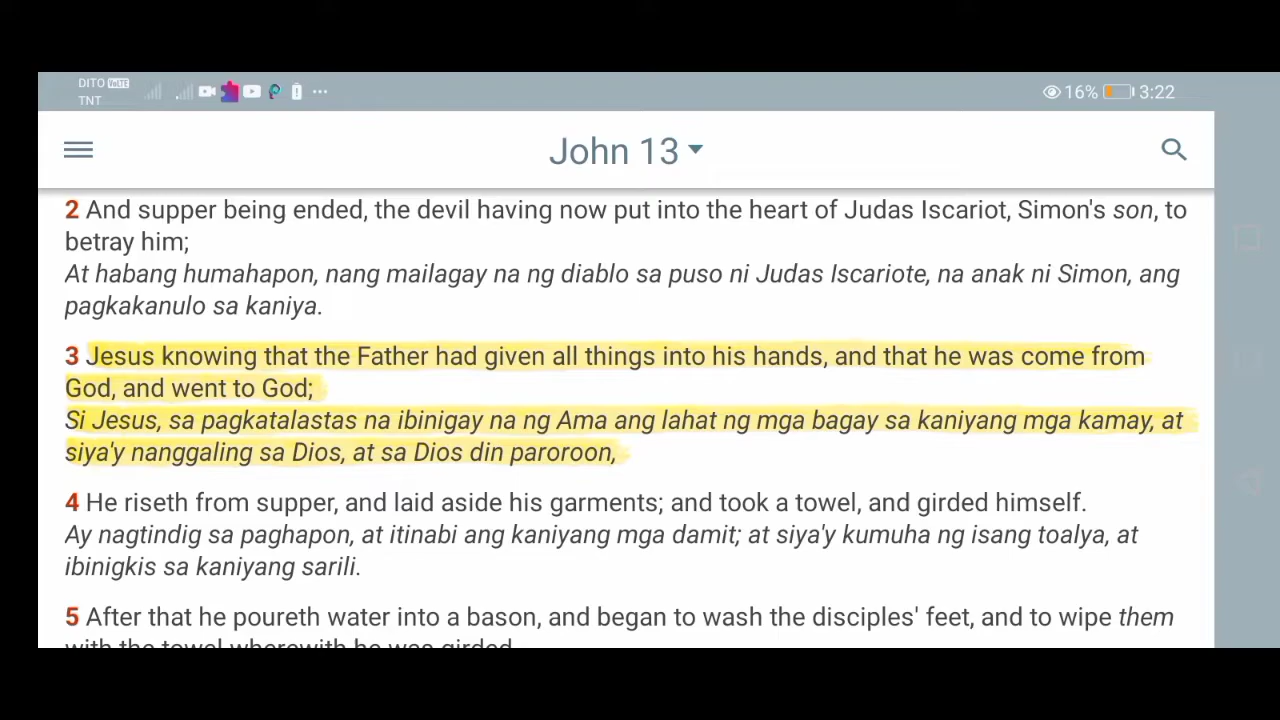 DITO VoLTE
TNT
16% 3:22
John 13
2 And supper being ended, the devil having now put into the heart of Judas Iscariot, Simon's son, to
betray him;
At habang humahapon, nang mailagay na ng diablo sa puso ni Judas Iscariote, na anak ni Simon, ang
pagkakanulo sa kaniya.
3 Jesus knowing that the Father had given all things into his hands, and that he was come from
God, and went to God;
Si Jesus, sa pagkatalastas na ibinigay na ng Ama ang lahat ng mga bagay sa kaniyang mga kamay, at
siya'y nanggaling sa Dios, at sa Dios din paroroon,
4 He riseth from supper, and laid aside his garments; and took a towel, and girded himself.
Ay nagtindig sa paghapon, at itinabi ang kaniyang mga damit; at siya'y kumuha ng isang toalya, at
ibinigkis sa kaniyang sarili.
5 After that he poureth water into a bason, and began to wash the disciples' feet, and to wipe them
with the towel wherewith he was girded